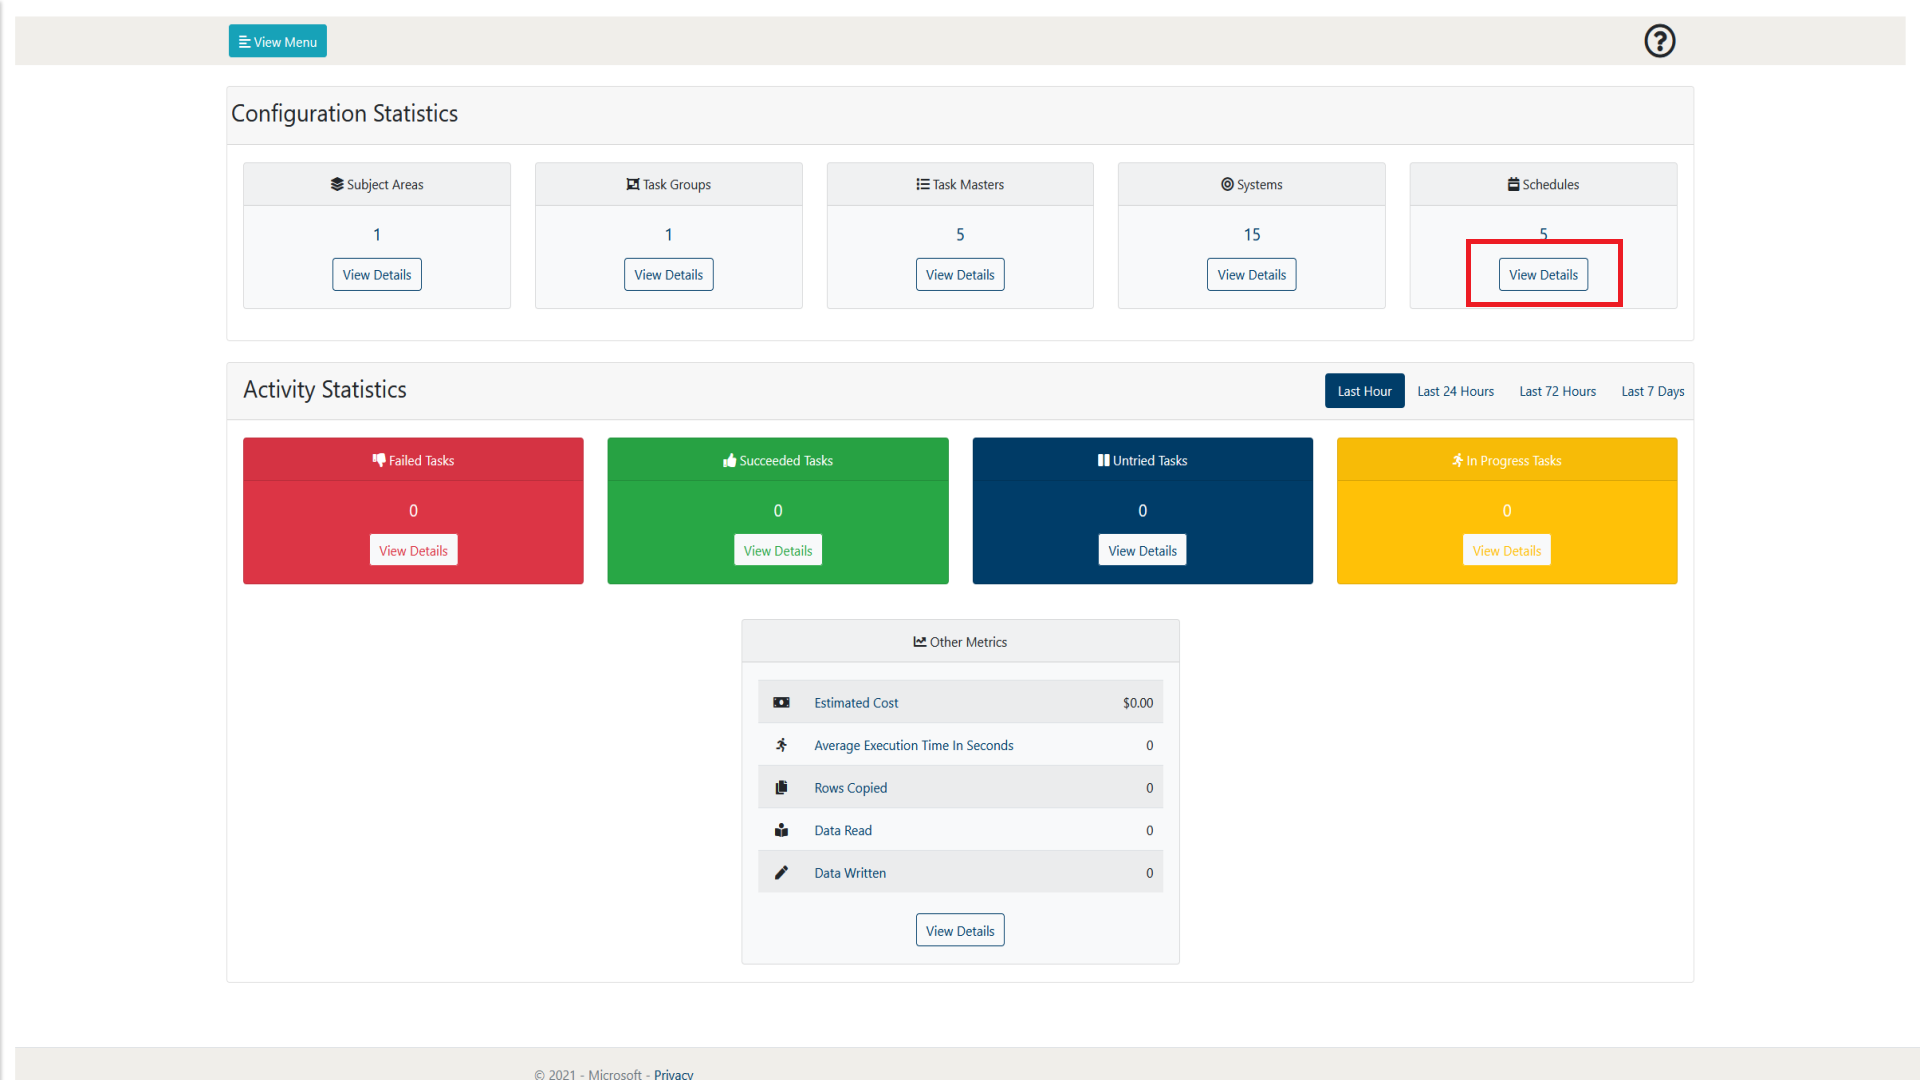 View Menu
Configuration Statistics
Subject Areas
Task Groups
Task Masters
Systems
Schedules
1
1
5
15
5
View Details
View Details
View Details
View Details
View Details
Activity Statistics
Last Hour
Last 24 Hours
Last 72 Hours
Last 7 Days
Failed Tasks
Succeeded Tasks
Untried Tasks
In Progress Tasks
0
0
0
0
View Details
View Details
View Details
View Details
Other Metrics
Estimated Cost $0.00
Average Execution Time In Seconds 0
Rows Copied 0
Data Read 0
Data Written 0
View Details
© 2021 - Microsoft - Privacy